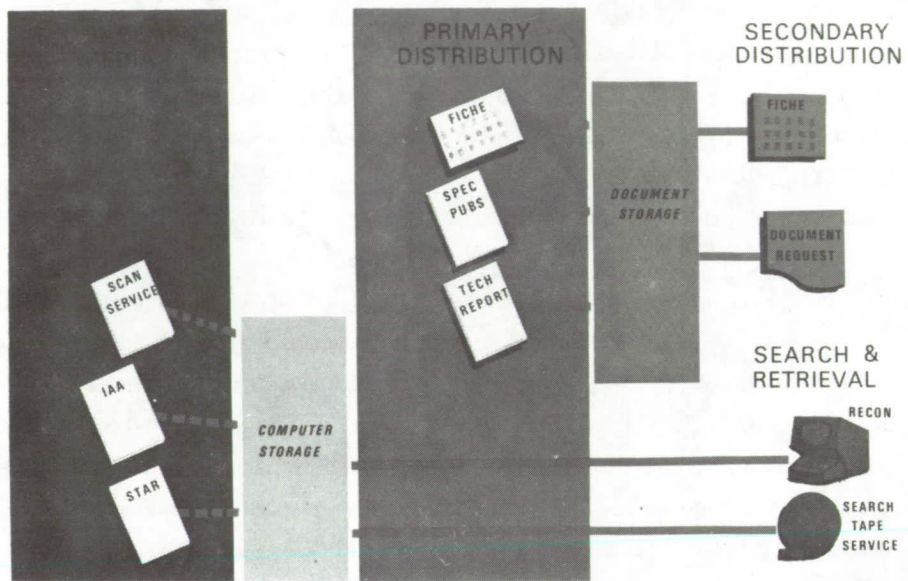 PRIMARY
DISTRIBUTION
SECONDARY
DISTRIBUTION
FICHE
SPEC
PUBS
TECH
REPORT
DOCUMENT
STORAGE
FICHE
DOCUMENT
REQUEST
SCAN
SERVICE
IAA
STAR
COMPUTER
STORAGE
SEARCH &
RETRIEVAL
RECON
SEARCH
TAPE
SERVICE